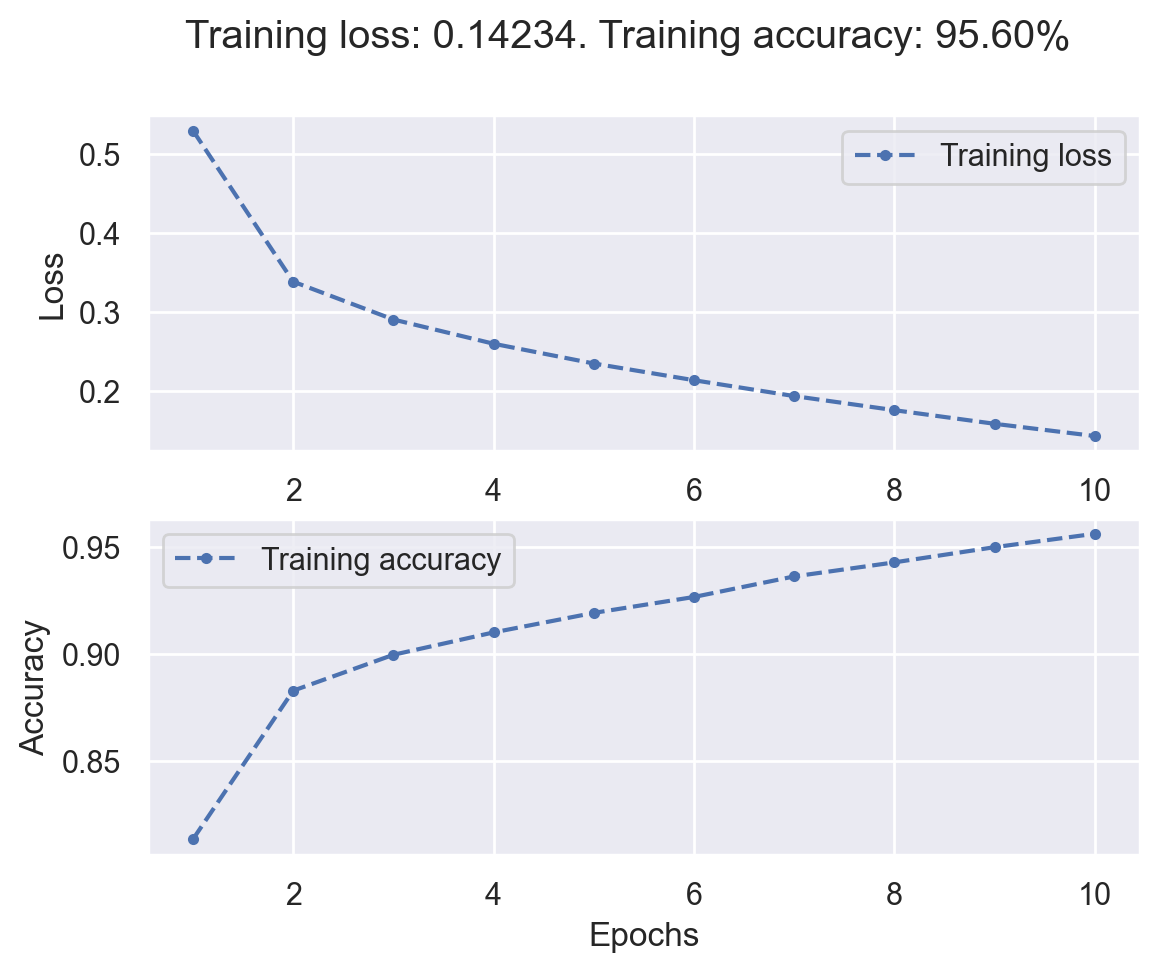 Training loss: 0.14234. Training accuracy: 95.60%
Loss
0.5
0.4
0.3
0.2
Training loss
2 4 6 8 10
Accuracy
0.95
0.90
0.85
Training accuracy
2 4 6 8 10
Epochs